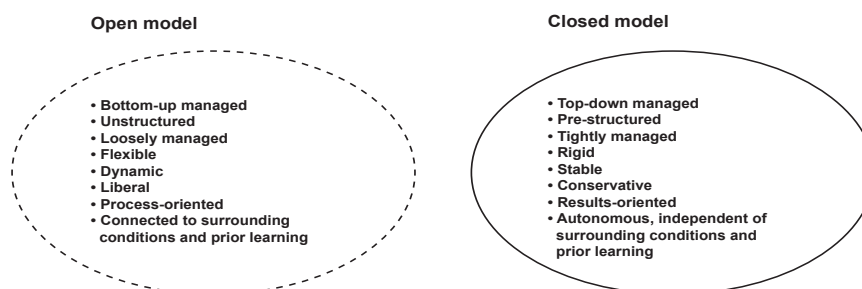 Open model
• Bottom-up managed
• Unstructured
• Loosely managed
• Flexible
• Dynamic
• Liberal
• Process-oriented
• Connected to surrounding
conditions and prior learning
Closed model
• Top-down managed
• Pre-structured
• Tightly managed
• Rigid
• Stable
• Conservative
• Results-oriented
• Autonomous, independent of
surrounding conditions and
prior learning